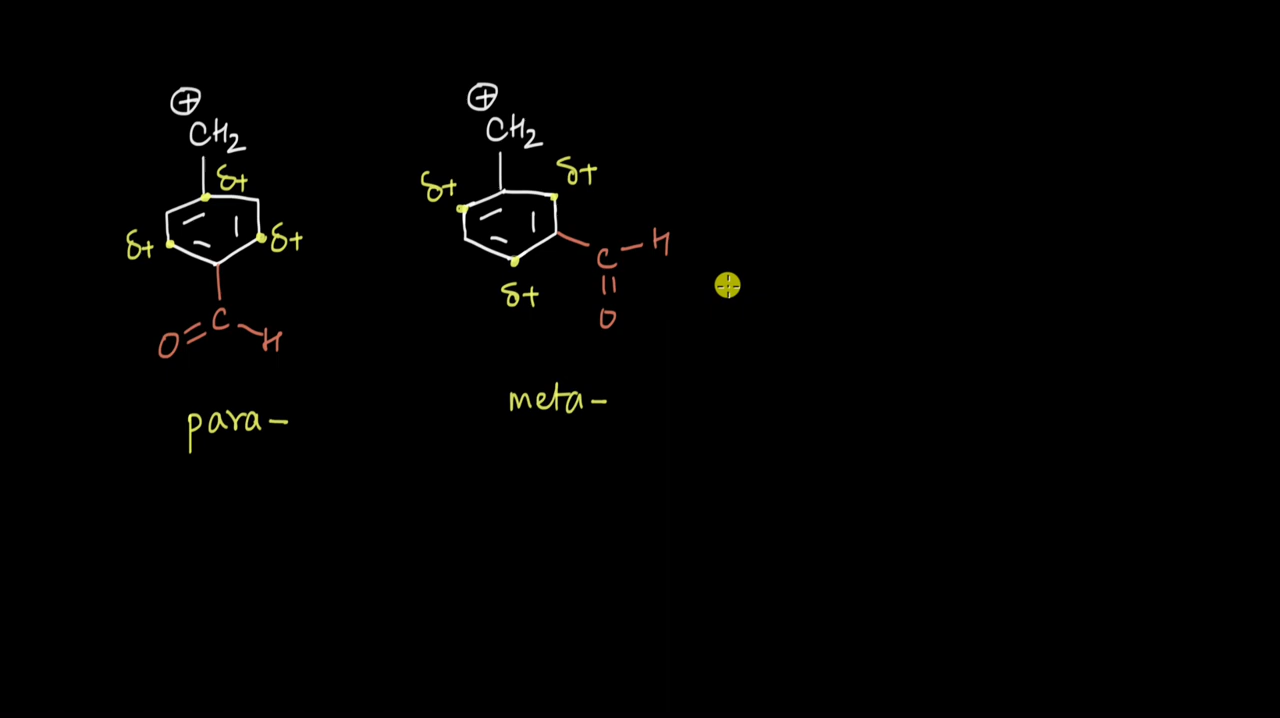 ⊕ ⊕
CH2 CH2
δ+ δ+ δ+
δ+ δ+ C-H
δ+
O=C-H O
para- meta-